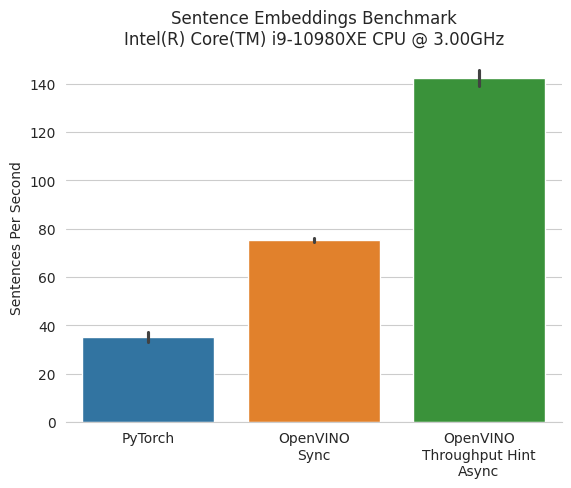 Sentence Embeddings Benchmark
Intel(R) Core(TM) i9-10980XE CPU @ 3.00GHz
Sentences Per Second
140
120
100
80
60
40
20
0
PyTorch
OpenVINO
Sync
OpenVINO
Throughput Hint
Async